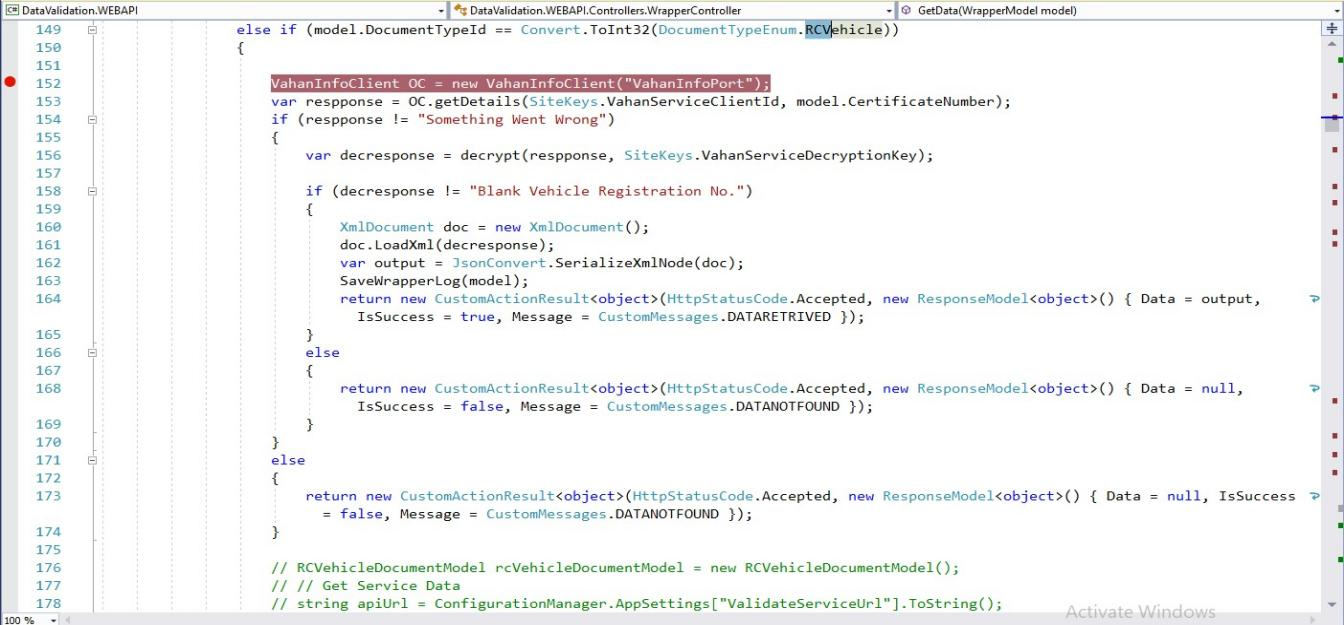 C# DataValidation.WEBAPI DataValidation.WEBAPI.Controllers.WrapperController GetData(WrapperModel model)
149 else if (model.DocumentTypeId == Convert.ToInt32(DocumentTypeEnum.RCVehicle))
150 {
151
152 VahanInfoClient OC = new VahanInfoClient("VahanInfoPort");
153 var respponse = OC.getDetails(SiteKeys.VahanServiceClientId, model.CertificateNumber);
154 if (respponse != "Something Went Wrong")
155 {
156 var decresponse = decrypt(respponse, SiteKeys.VahanServiceDecryptionKey);
157
158 if (decresponse != "Blank Vehicle Registration No.")
159 {
160 XmlDocument doc = new XmlDocument();
161 doc.LoadXml(decresponse);
162 var output = JsonConvert.SerializeXmlNode(doc);
163 SaveWrapperLog(model);
164 return new CustomActionResult<object>(HttpStatusCode.Accepted, new ResponseModel<object>() { Data = output,
IsSuccess = true, Message = CustomMessages.DATARETRIVED });
165 }
166 else
167 {
168 return new CustomActionResult<object>(HttpStatusCode.Accepted, new ResponseModel<object>() { Data = null,
IsSuccess = false, Message = CustomMessages.DATANOTFOUND });
169 }
170 }
171 else
172 {
173 return new CustomActionResult<object>(HttpStatusCode.Accepted, new ResponseModel<object>() { Data = null, IsSuccess
= false, Message = CustomMessages.DATANOTFOUND });
174 }
175
176 // RCVehicleDocumentModel rcVehicleDocumentModel = new RCVehicleDocumentModel();
177 // // Get Service Data
178 // string apiUrl = ConfigurationManager.AppSettings["ValidateServiceUrl"].ToString();
Activate Windows
100 %